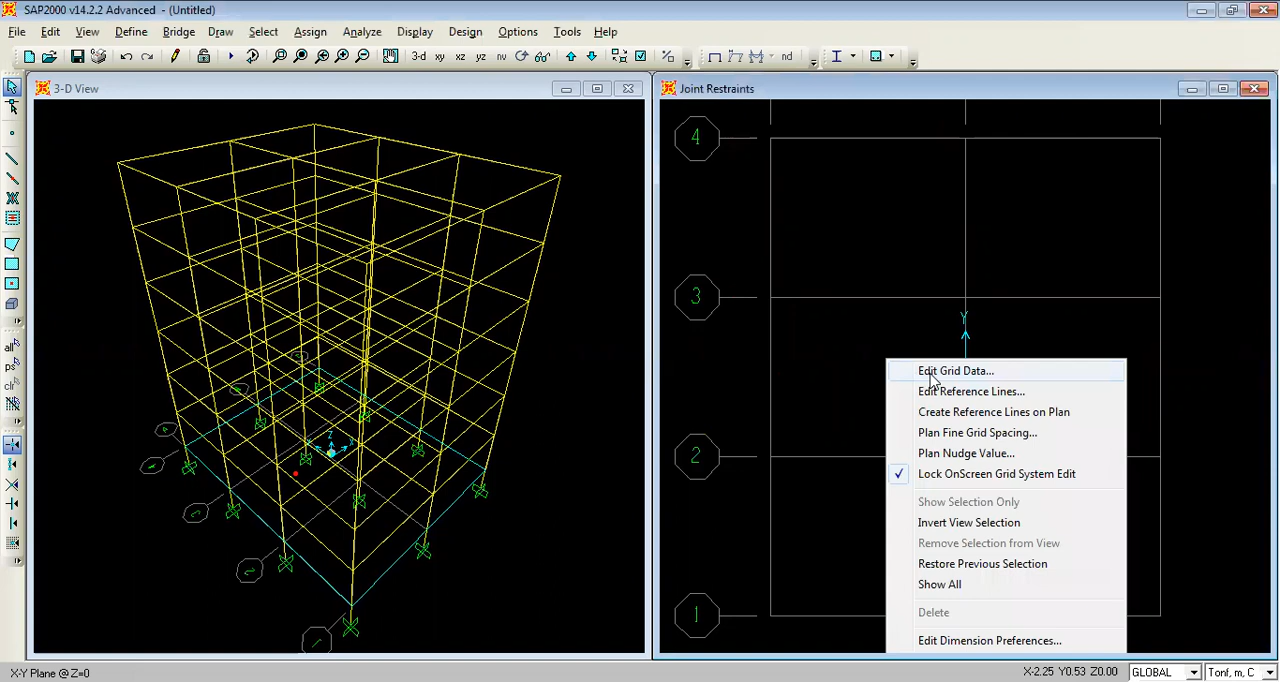 SAP2000 v14.2.2 Advanced - (Untitled)
File Edit View Define Bridge Draw Select Assign Analyze Display Design Options Tools Help
3-d xy xz yz nv nd
3-D View
Joint Restraints
all
ps
clr
4
3
2
1
Y
Z
Edit Grid Data...
Edit Reference Lines...
Create Reference Lines on Plan
Plan Fine Grid Spacing...
Plan Nudge Value...
Lock OnScreen Grid System Edit
Show Selection Only
Invert View Selection
Remove Selection from View
Restore Previous Selection
Show All
Delete
Edit Dimension Preferences...
X-Y Plane @ Z=0
X-2.25 Y0.53 Z0.00
GLOBAL
Tonf, m, C